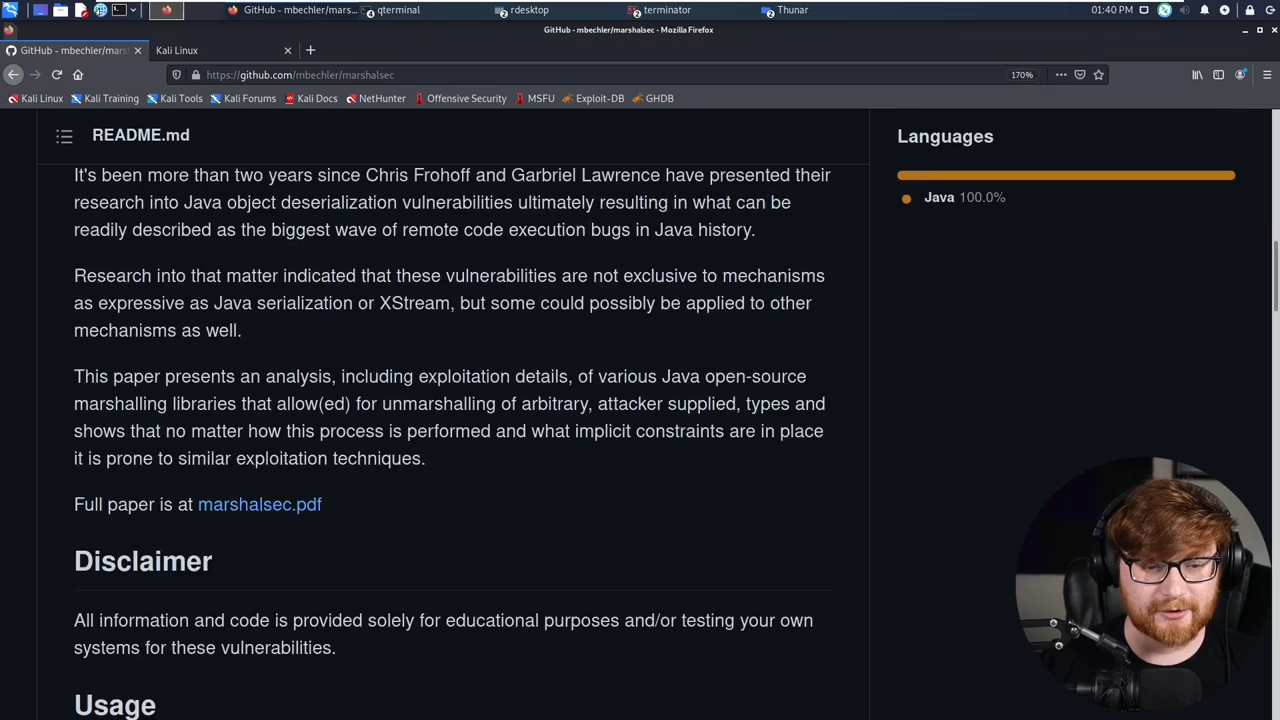 GitHub - mbechler/mars...
qterminal
rdesktop
terminator
Thunar
01:40 PM
GitHub - mbechler/marshalsec - Mozilla Firefox
GitHub - mbechler/mars
Kali Linux
https://github.com/mbechler/marshalsec
170%
Kali Linux
Kali Training
Kali Tools
Kali Forums
Kali Docs
NetHunter
Offensive Security
MSFU
Exploit-DB
GHDB
README.md
It's been more than two years since Chris Frohoff and Garbriel Lawrence have presented their
research into Java object deserialization vulnerabilities ultimately resulting in what can be
readily described as the biggest wave of remote code execution bugs in Java history.
Research into that matter indicated that these vulnerabilities are not exclusive to mechanisms
as expressive as Java serialization or XStream, but some could possibly be applied to other
mechanisms as well.
This paper presents an analysis, including exploitation details, of various Java open-source
marshalling libraries that allow(ed) for unmarshalling of arbitrary, attacker supplied, types and
shows that no matter how this process is performed and what implicit constraints are in place
it is prone to similar exploitation techniques.
Full paper is at marshalsec.pdf
Disclaimer
All information and code is provided solely for educational purposes and/or testing your own
systems for these vulnerabilities.
Usage
Languages
Java 100.0%